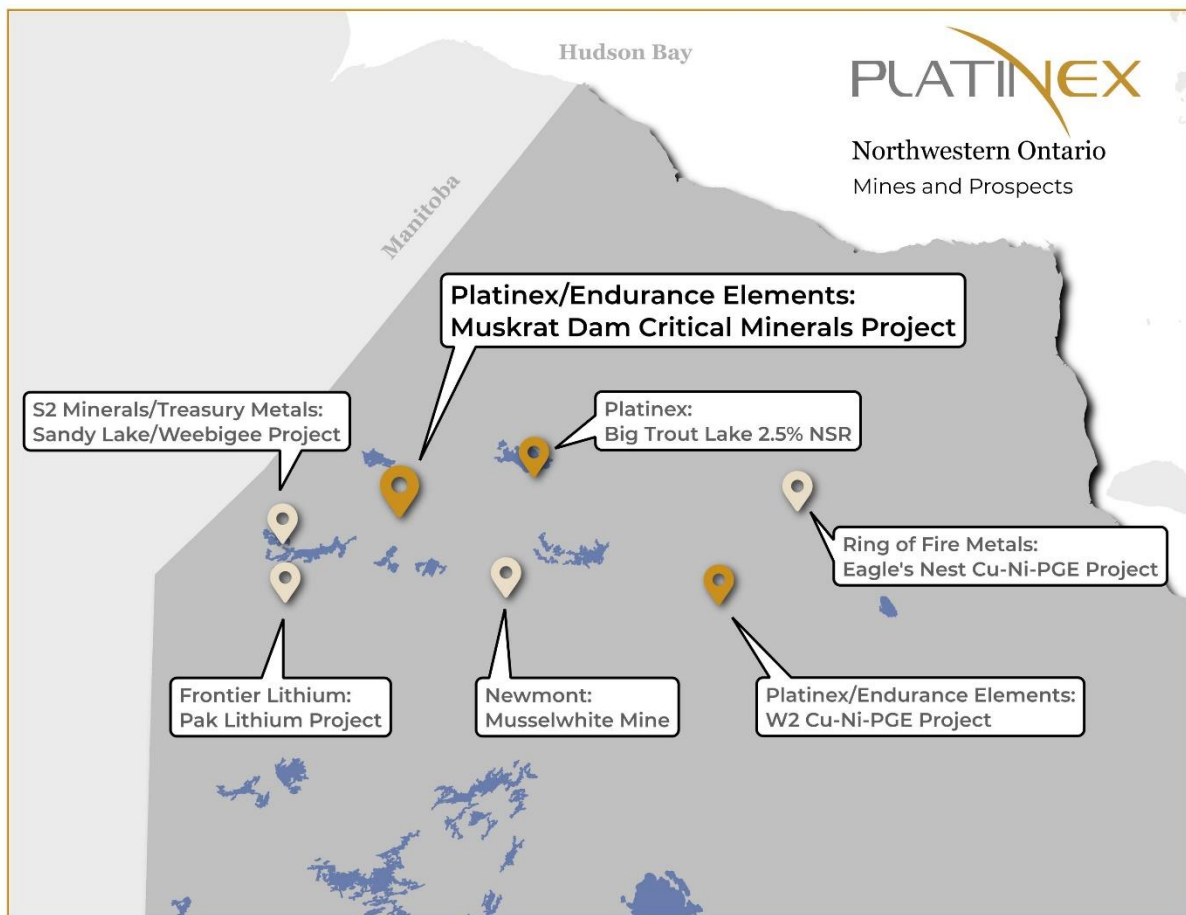 Hudson Bay
PLATINEX
Northwestern Ontario
Mines and Prospects
Manitoba
Platinex/Endurance Elements:
Muskrat Dam Critical Minerals Project
S2 Minerals/Treasury Metals:
Sandy Lake/Weebigee Project
Platinex:
Big Trout Lake 2.5% NSR
Ring of Fire Metals:
Eagle's Nest Cu-Ni-PGE Project
Frontier Lithium:
Pak Lithium Project
Newmont:
Musselwhite Mine
Platinex/Endurance Elements:
W2 Cu-Ni-PGE Project